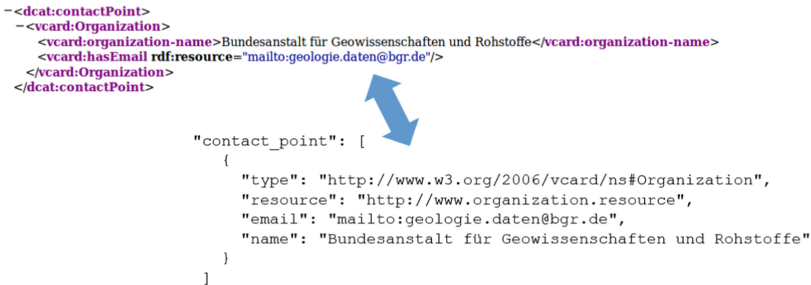 −<dcat:contactPoint>
−<vcard:Organization>
<vcard:organization-name>Bundesanstalt für Geowissenschaften und Rohstoffe</vcard:organization-name>
<vcard:hasEmail rdf:resource="mailto:geologie.daten@bgr.de"/>
</vcard:Organization>
</dcat:contactPoint>
"contact_point": [
{
"type": "http://www.w3.org/2006/vcard/ns#Organization",
"resource": "http://www.organization.resource",
"email": "mailto:geologie.daten@bgr.de",
"name": "Bundesanstalt für Geowissenschaften und Rohstoffe"
}
]